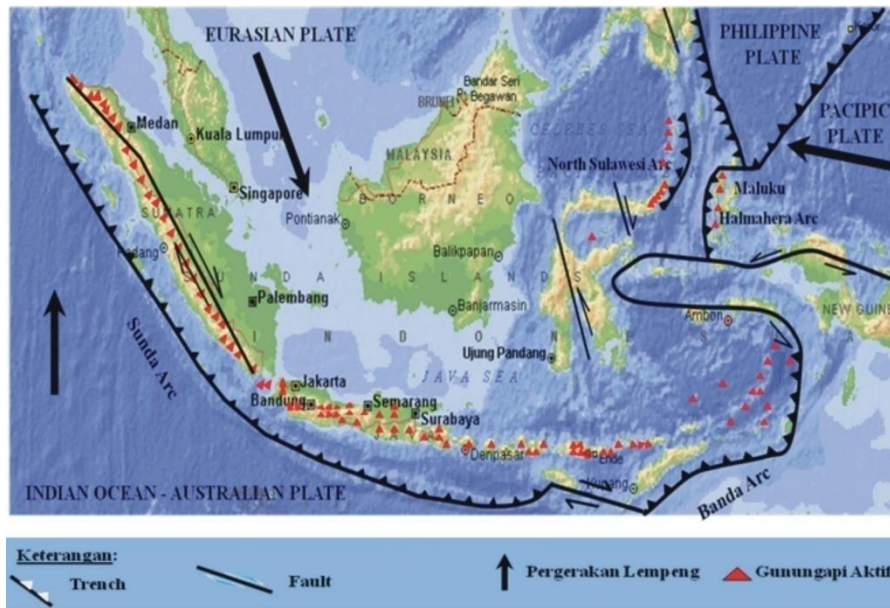 EURASIAN PLATE
PHILIPPINE
PLATE
PACIPIC
PLATE
Bandar Seri
Begawan
BRUNEI
Medan
Kuala Lumpur
CELEBES SEA
MALAYSIA
North Sulawesi Arc
Singapore
Maluku
SUMATRA
BORNEO
Pontianak
Halmahera Arc
Padang
Balikpapan
SUNDA ISLANDS
Palembang
Banjarmasin
Ambon
NEW GUINEA
INDONESIA
Sunda Arc
Ujung Pandang
JAVA SEA
Jakarta
Bandung
Semarang
Surabaya
Denpasar
Ende
Kupang
INDIAN OCEAN - AUSTRALIAN PLATE
Banda Arc
Keterangan:
Trench
Fault
Pergerakan Lempeng
Gunungapi Aktif